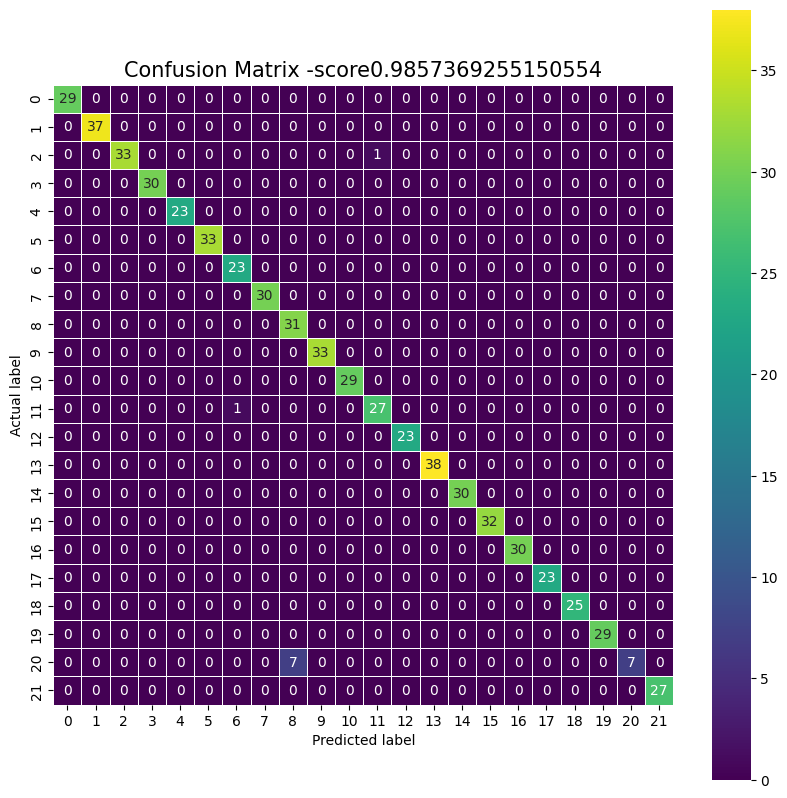 Confusion Matrix -score0.9857369255150554
0 29 0 0 0 0 0 0 0 0 0 0 0 0 0 0 0 0 0 0 0 0 0
1 0 37 0 0 0 0 0 0 0 0 0 0 0 0 0 0 0 0 0 0 0 0
2 0 0 33 0 0 0 0 0 0 0 0 1 0 0 0 0 0 0 0 0 0 0
3 0 0 0 30 0 0 0 0 0 0 0 0 0 0 0 0 0 0 0 0 0 0
4 0 0 0 0 23 0 0 0 0 0 0 0 0 0 0 0 0 0 0 0 0 0
5 0 0 0 0 0 33 0 0 0 0 0 0 0 0 0 0 0 0 0 0 0 0
6 0 0 0 0 0 0 23 0 0 0 0 0 0 0 0 0 0 0 0 0 0 0
7 0 0 0 0 0 0 0 30 0 0 0 0 0 0 0 0 0 0 0 0 0 0
8 0 0 0 0 0 0 0 0 31 0 0 0 0 0 0 0 0 0 0 0 0 0
9 0 0 0 0 0 0 0 0 0 33 0 0 0 0 0 0 0 0 0 0 0 0
10 0 0 0 0 0 0 0 0 0 0 29 0 0 0 0 0 0 0 0 0 0 0
11 0 0 0 0 0 0 1 0 0 0 0 27 0 0 0 0 0 0 0 0 0 0
12 0 0 0 0 0 0 0 0 0 0 0 0 23 0 0 0 0 0 0 0 0 0
13 0 0 0 0 0 0 0 0 0 0 0 0 0 38 0 0 0 0 0 0 0 0
14 0 0 0 0 0 0 0 0 0 0 0 0 0 0 30 0 0 0 0 0 0 0
15 0 0 0 0 0 0 0 0 0 0 0 0 0 0 0 32 0 0 0 0 0 0
16 0 0 0 0 0 0 0 0 0 0 0 0 0 0 0 0 30 0 0 0 0 0
17 0 0 0 0 0 0 0 0 0 0 0 0 0 0 0 0 0 23 0 0 0 0
18 0 0 0 0 0 0 0 0 0 0 0 0 0 0 0 0 0 0 25 0 0 0
19 0 0 0 0 0 0 0 0 0 0 0 0 0 0 0 0 0 0 0 29 0 0
20 0 0 0 0 0 0 0 0 7 0 0 0 0 0 0 0 0 0 0 0 7 0
21 0 0 0 0 0 0 0 0 0 0 0 0 0 0 0 0 0 0 0 0 0 27
0 1 2 3 4 5 6 7 8 9 10 11 12 13 14 15 16 17 18 19 20 21
Predicted label
Actual label
35
30
25
20
15
10
5
0